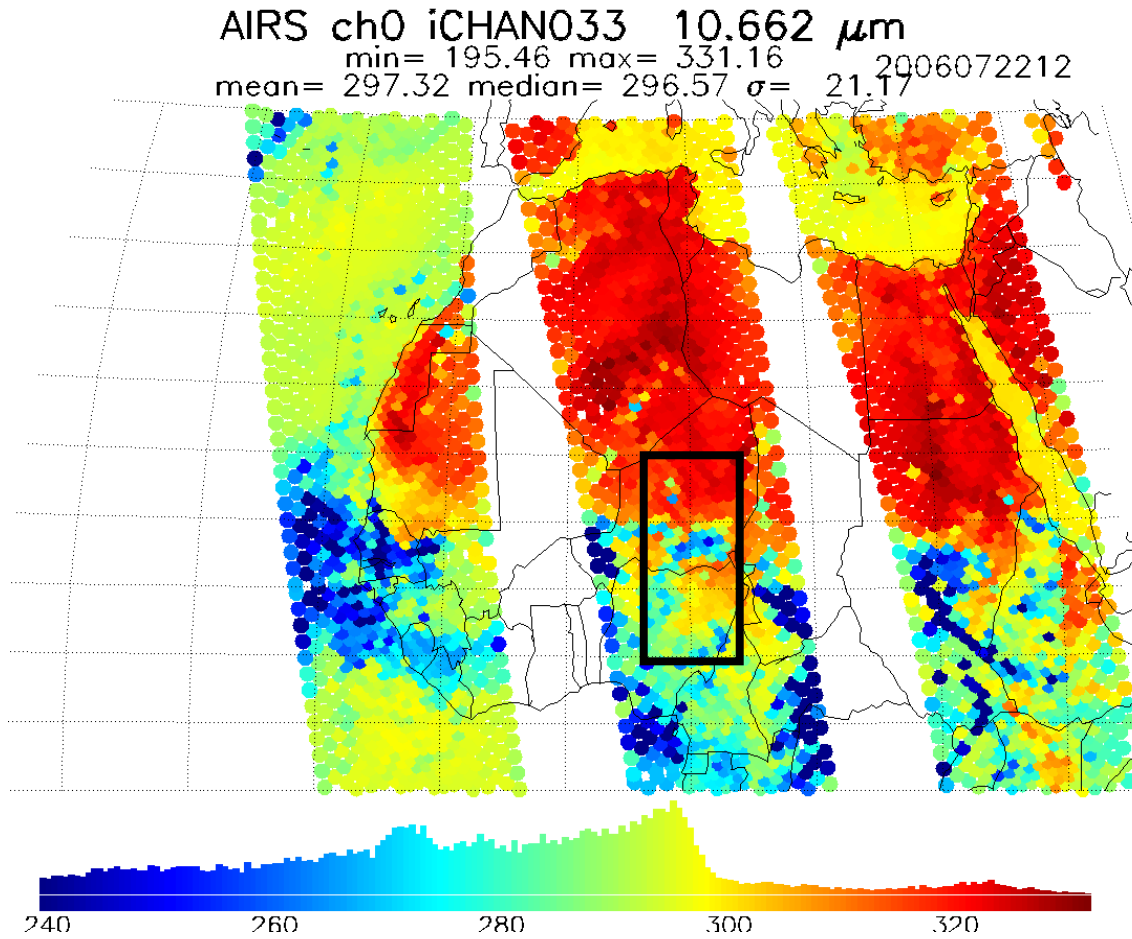 AIRS ch0 iCHAN033 10.662 μm
min= 195.46 max= 331.16
2006072212
mean= 297.32 median= 296.57 σ= 21.17
240 260 280 300 320